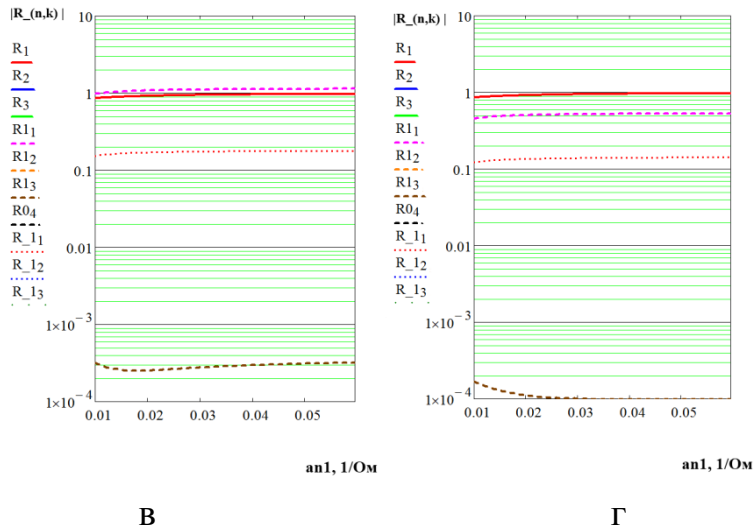 |R_(n,k) |
R1
R2
R3
R11
R12
R13
R04
R_11
R_12
R_13
10
1
0.1
0.01
1×10⁻³
1×10⁻⁴
0.01 0.02 0.03 0.04 0.05
an1, 1/Ом
В
|R_(n,k) |
R1
R2
R3
R11
R12
R13
R04
R_11
R_12
R_13
10
1
0.1
0.01
1×10⁻³
1×10⁻⁴
0.01 0.02 0.03 0.04 0.05
an1, 1/Ом
Г